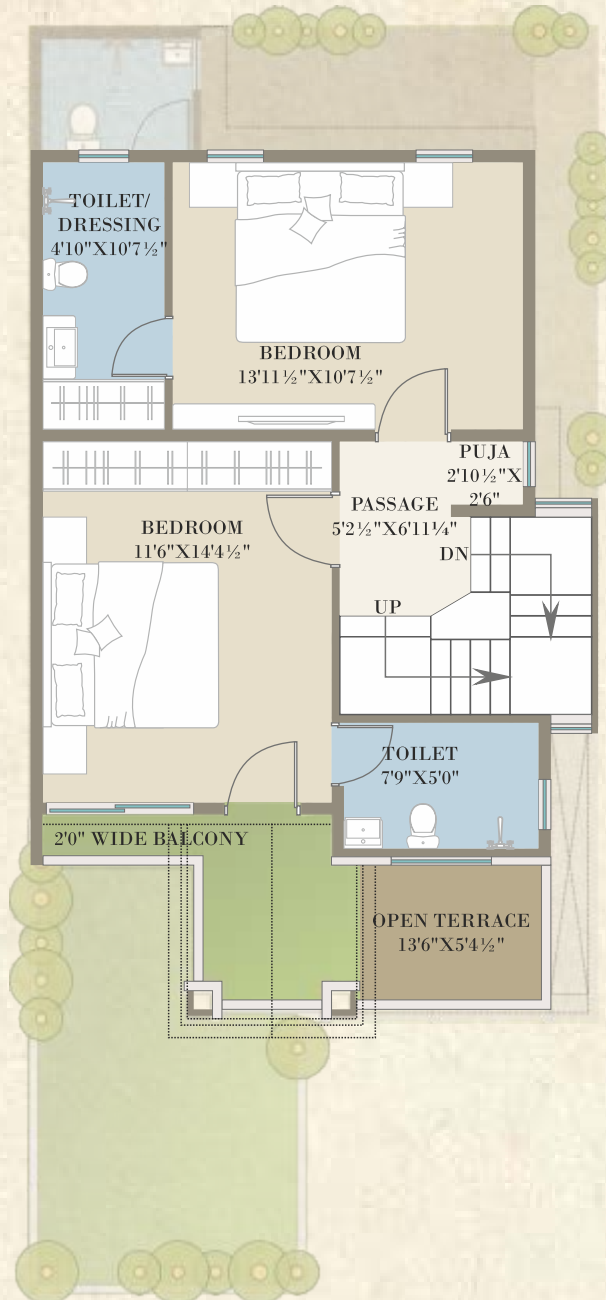 TOILET/
DRESSING
4'10"X10'7½"
BEDROOM
13'11½"X10'7½"
PUJA
2'10½"X
2'6"
PASSAGE
5'2½"X6'11¼"
BEDROOM
11'6"X14'4½"
DN
UP
TOILET
7'9"X5'0"
2'0" WIDE BALCONY
OPEN TERRACE
13'6"X5'4½"